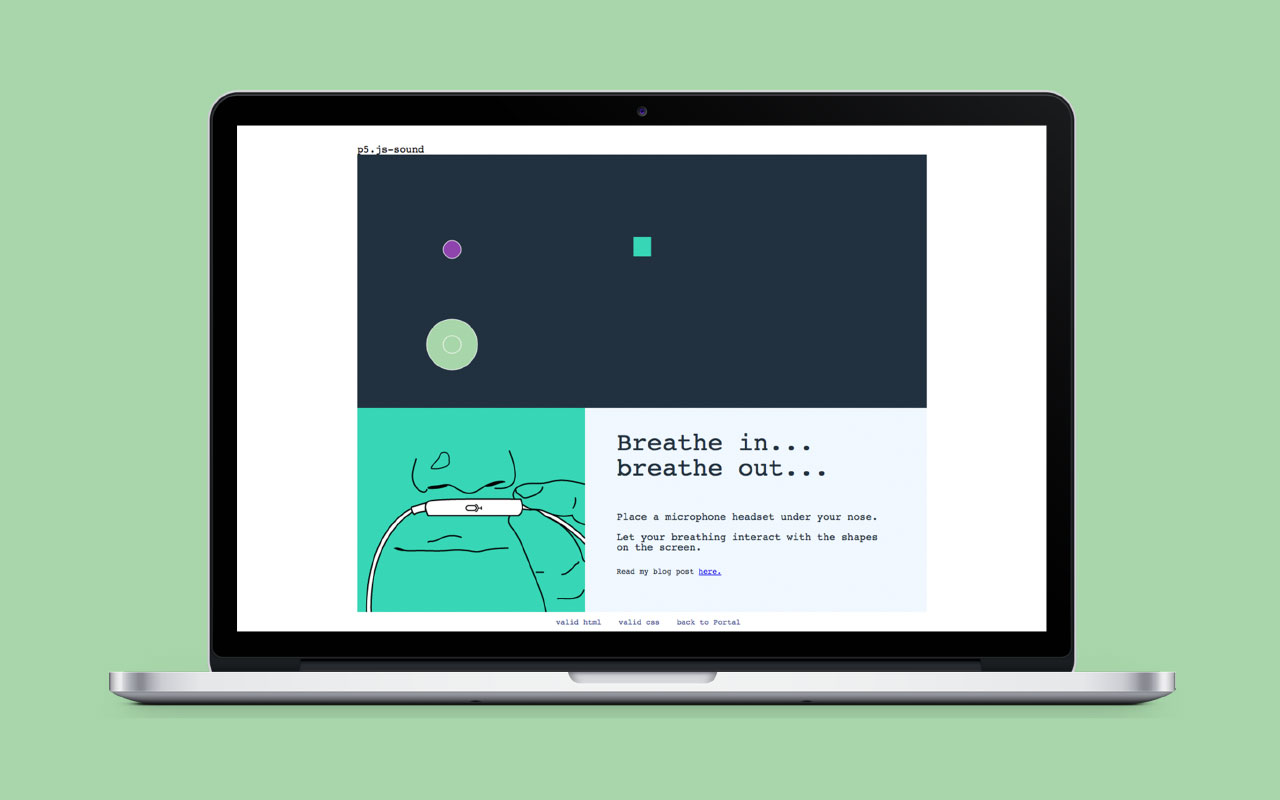 p5.js-sound
Breathe in...
breathe out...
Place a microphone headset under your nose.
Let your breathing interact with the shapes
on the screen.
Read my blog post here.
valid html valid css back to Portal